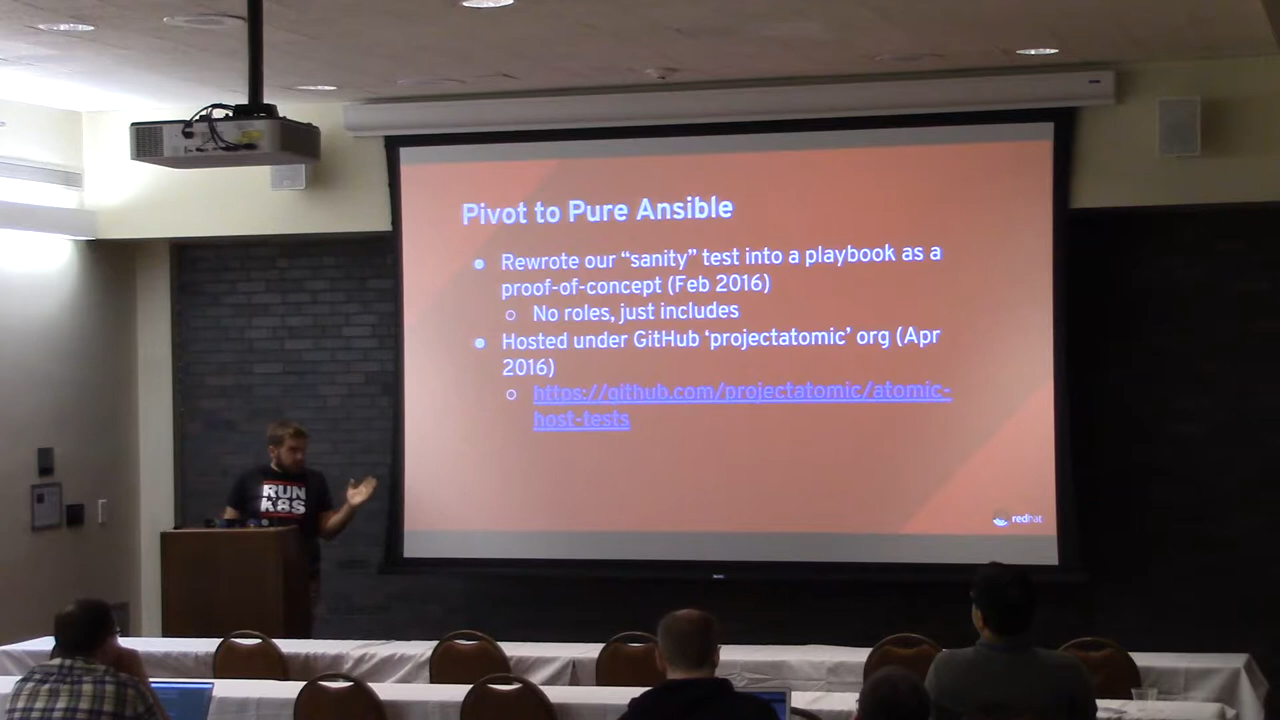 Pivot to Pure Ansible
● Rewrote our “sanity” test into a playbook as a
proof-of-concept (Feb 2016)
○ No roles, just includes
● Hosted under GitHub ‘projectatomic’ org (Apr
2016)
○ https://github.com/projectatomic/atomic-
host-tests
RUN
K8S
redhat